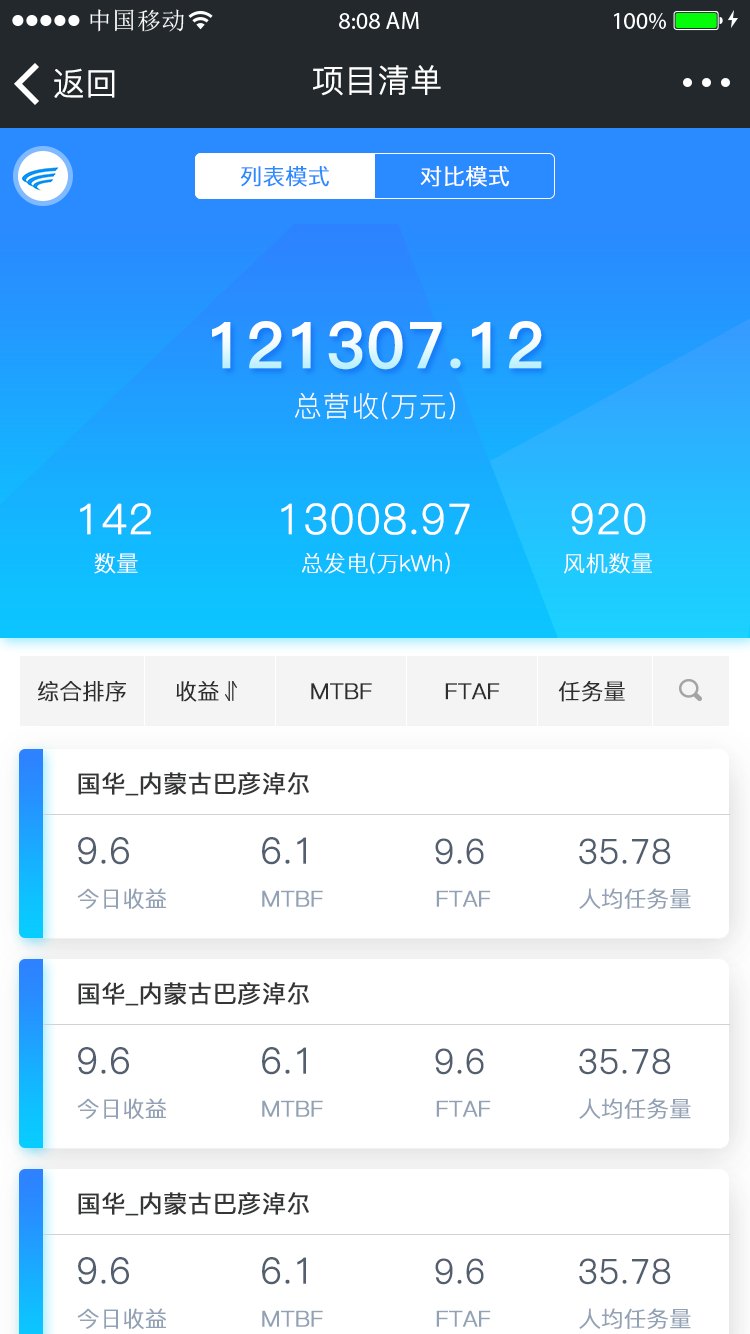 中国移动 8:08 AM 100%
返回 项目清单
列表模式 对比模式
121307.12
总营收(万元)
142 13008.97 920
数量 总发电(万kWh) 风机数量
综合排序 收益 MTBF FTAF 任务量
国华_内蒙古巴彦淖尔
9.6 6.1 9.6 35.78
今日收益 MTBF FTAF 人均任务量
国华_内蒙古巴彦淖尔
9.6 6.1 9.6 35.78
今日收益 MTBF FTAF 人均任务量
国华_内蒙古巴彦淖尔
9.6 6.1 9.6 35.78
今日收益 MTBF FTAF 人均任务量